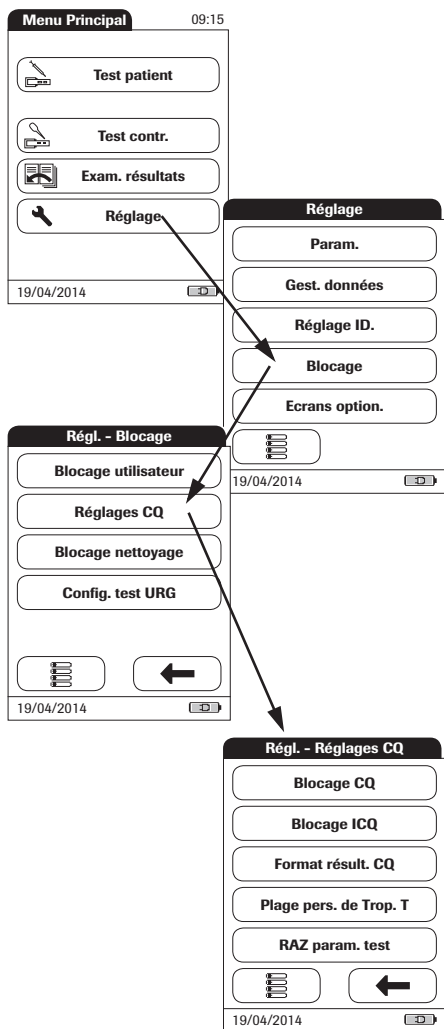 Menu Principal 09:15
Test patient
Test contr.
Exam. résultats
Réglage
19/04/2014
Réglage
Param.
Gest. données
Réglage ID.
Blocage
Ecrans option.
19/04/2014
Régl. - Blocage
Blocage utilisateur
Réglages CQ
Blocage nettoyage
Config. test URG
19/04/2014
Régl. - Réglages CQ
Blocage CQ
Blocage ICQ
Format résult. CQ
Plage pers. de Trop. T
RAZ param. test
19/04/2014